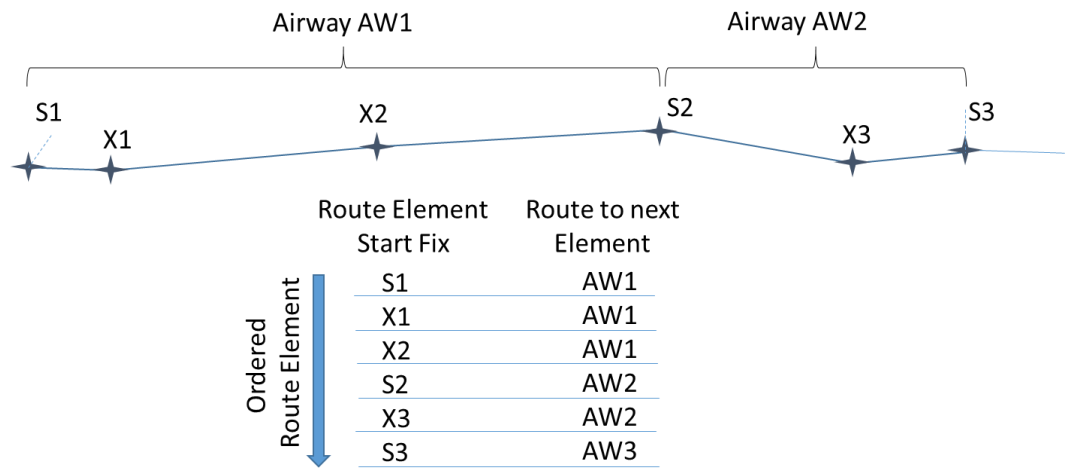 Airway AW1
Airway AW2
S1
X1
X2
S2
X3
S3
Route Element
Start Fix
Route to next
Element
S1 AW1
X1 AW1
X2 AW1
S2 AW2
X3 AW2
S3 AW3
Ordered
Route Element